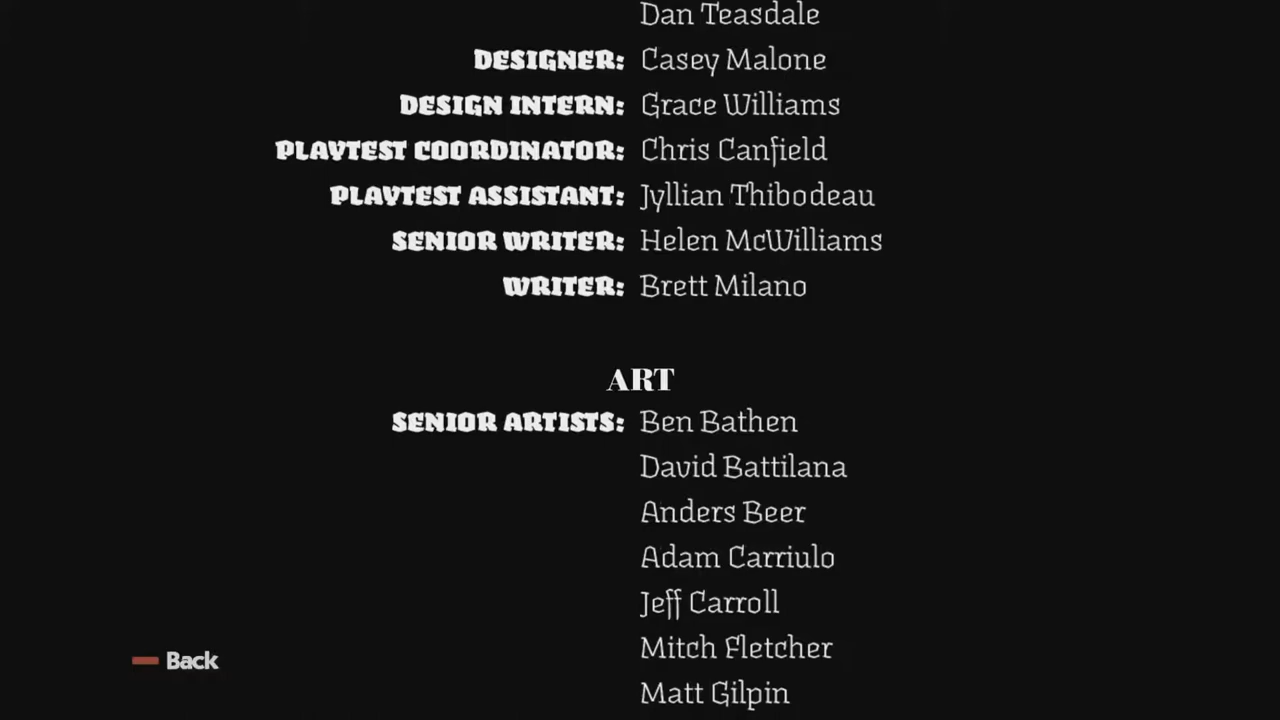 Dan Teasdale
DESIGNER: Casey Malone
DESIGN INTERN: Grace Williams
PLAYTEST COORDINATOR: Chris Canfield
PLAYTEST ASSISTANT: Jyllian Thibodeau
SENIOR WRITER: Helen McWilliams
WRITER: Brett Milano
ART
SENIOR ARTISTS: Ben Bathen
David Battilana
Anders Beer
Adam Carriulo
Jeff Carroll
Mitch Fletcher
Matt Gilpin
Back